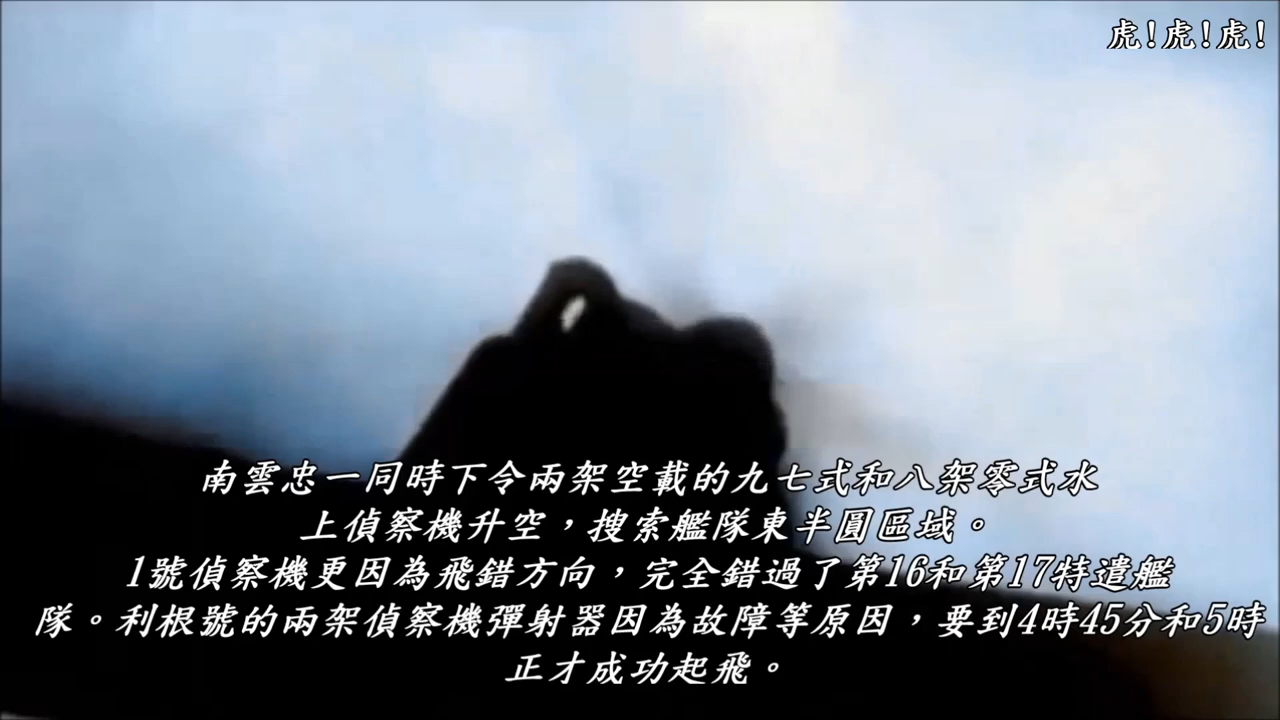 虎!虎!虎!
南雲忠一同時下令兩架空載的九七式和八架零式水
上偵察機升空，搜索艦隊東半圓區域。
1號偵察機更因為飛錯方向，完全錯過了第16和第17特遣艦
隊。利根號的兩架偵察機彈射器因為故障等原因，要到4時45分和5時
正才成功起飛。